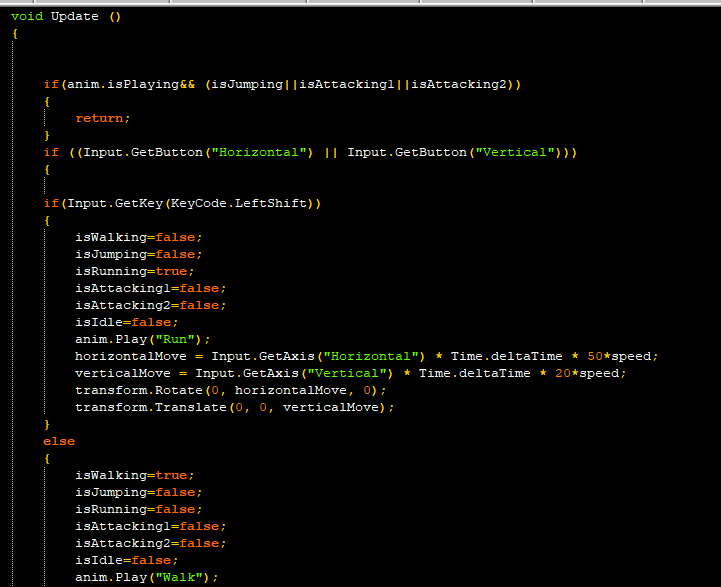 void Update ()
{
if(anim.isPlaying&& (isJumping||isAttacking1||isAttacking2))
{
return;
}
if ((Input.GetButton("Horizontal") || Input.GetButton("Vertical")))
{
if(Input.GetKey(KeyCode.LeftShift))
{
isWalking=false;
isJumping=false;
isRunning=true;
isAttacking1=false;
isAttacking2=false;
isIdle=false;
anim.Play("Run");
horizontalMove = Input.GetAxis("Horizontal") * Time.deltaTime * 50*speed;
verticalMove = Input.GetAxis("Vertical") * Time.deltaTime * 20*speed;
transform.Rotate(0, horizontalMove, 0);
transform.Translate(0, 0, verticalMove);
}
else
{
isWalking=true;
isJumping=false;
isRunning=false;
isAttacking1=false;
isAttacking2=false;
isIdle=false;
anim.Play("Walk");